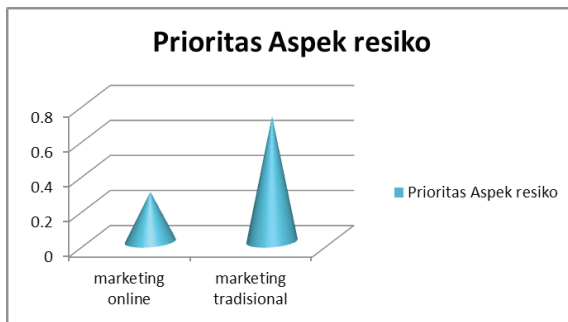 Prioritas Aspek resiko
0.8
0.6
0.4
0.2
0
marketing
online
marketing
tradisional
Prioritas Aspek resiko